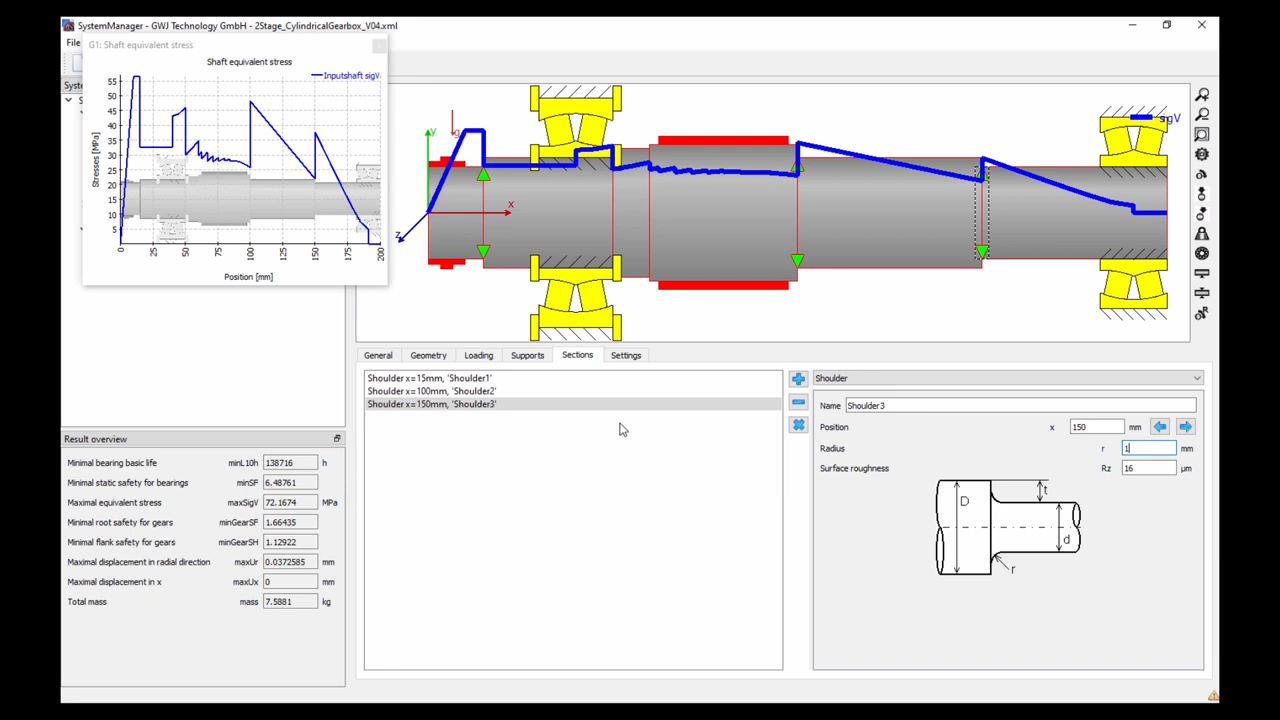 SystemManager - GWJ Technology GmbH - 2Stage_CylindricalGearbox_V04.xml
File
G1: Shaft equivalent stress
Shaft equivalent stress
Inputshaft sigV
55
50
45
40
35
30
25
20
15
10
5
Stresses [MPa]
0 25 50 75 100 125 150 175 200
Position [mm]
Syste
y
g
x
z
sigV
General Geometry Loading Supports Sections Settings
Shoulder x=15mm, 'Shoulder1'
Shoulder x=100mm, 'Shoulder2'
Shoulder x=150mm, 'Shoulder3'
Shoulder
Name Shoulder3
Position x 150 mm
Radius r 1 mm
Surface roughness Rz 16 µm
D t d r
Result overview
Minimal bearing basic life minL10h 138716 h
Minimal static safety for bearings minSF 6.48761
Maximal equivalent stress maxSigV 72.1674 MPa
Minimal root safety for gears minGearSF 1.66435
Minimal flank safety for gears minGearSH 1.12922
Maximal displacement in radial direction maxUr 0.0372585 mm
Maximal displacement in x maxUx 0 mm
Total mass mass 7.5881 kg